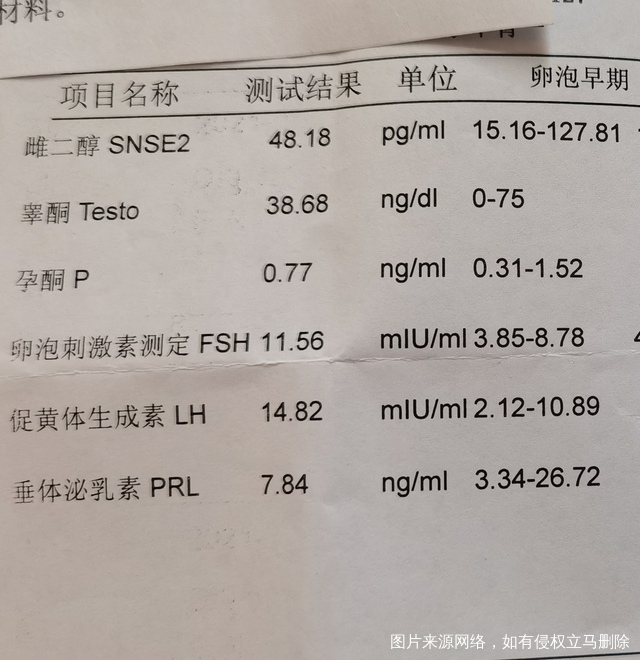 材料。
项目名称 测试结果 单位 卵泡早期
雌二醇 SNSE2 48.18 pg/ml 15.16-127.81
睾酮 Testo 38.68 ng/dl 0-75
孕酮 P 0.77 ng/ml 0.31-1.52
卵泡刺激素测定 FSH 11.56 mIU/ml 3.85-8.78
促黄体生成素 LH 14.82 mIU/ml 2.12-10.89
垂体泌乳素 PRL 7.84 ng/ml 3.34-26.72
图片来源网络，如有侵权立马删除